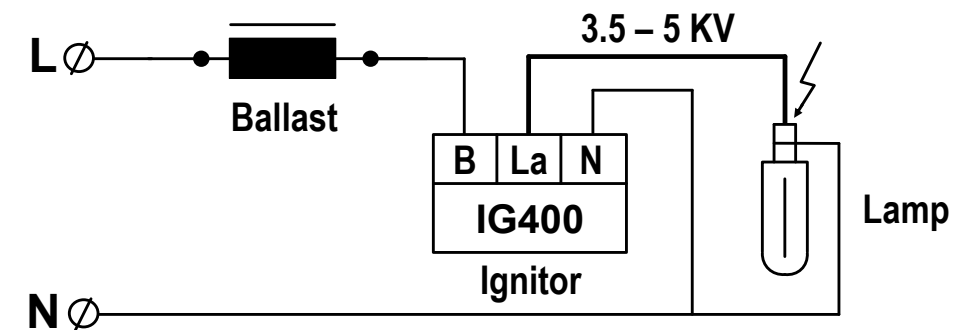 3.5 – 5 KV
L
Ballast
B La N
IG400
Lamp
Ignitor
N